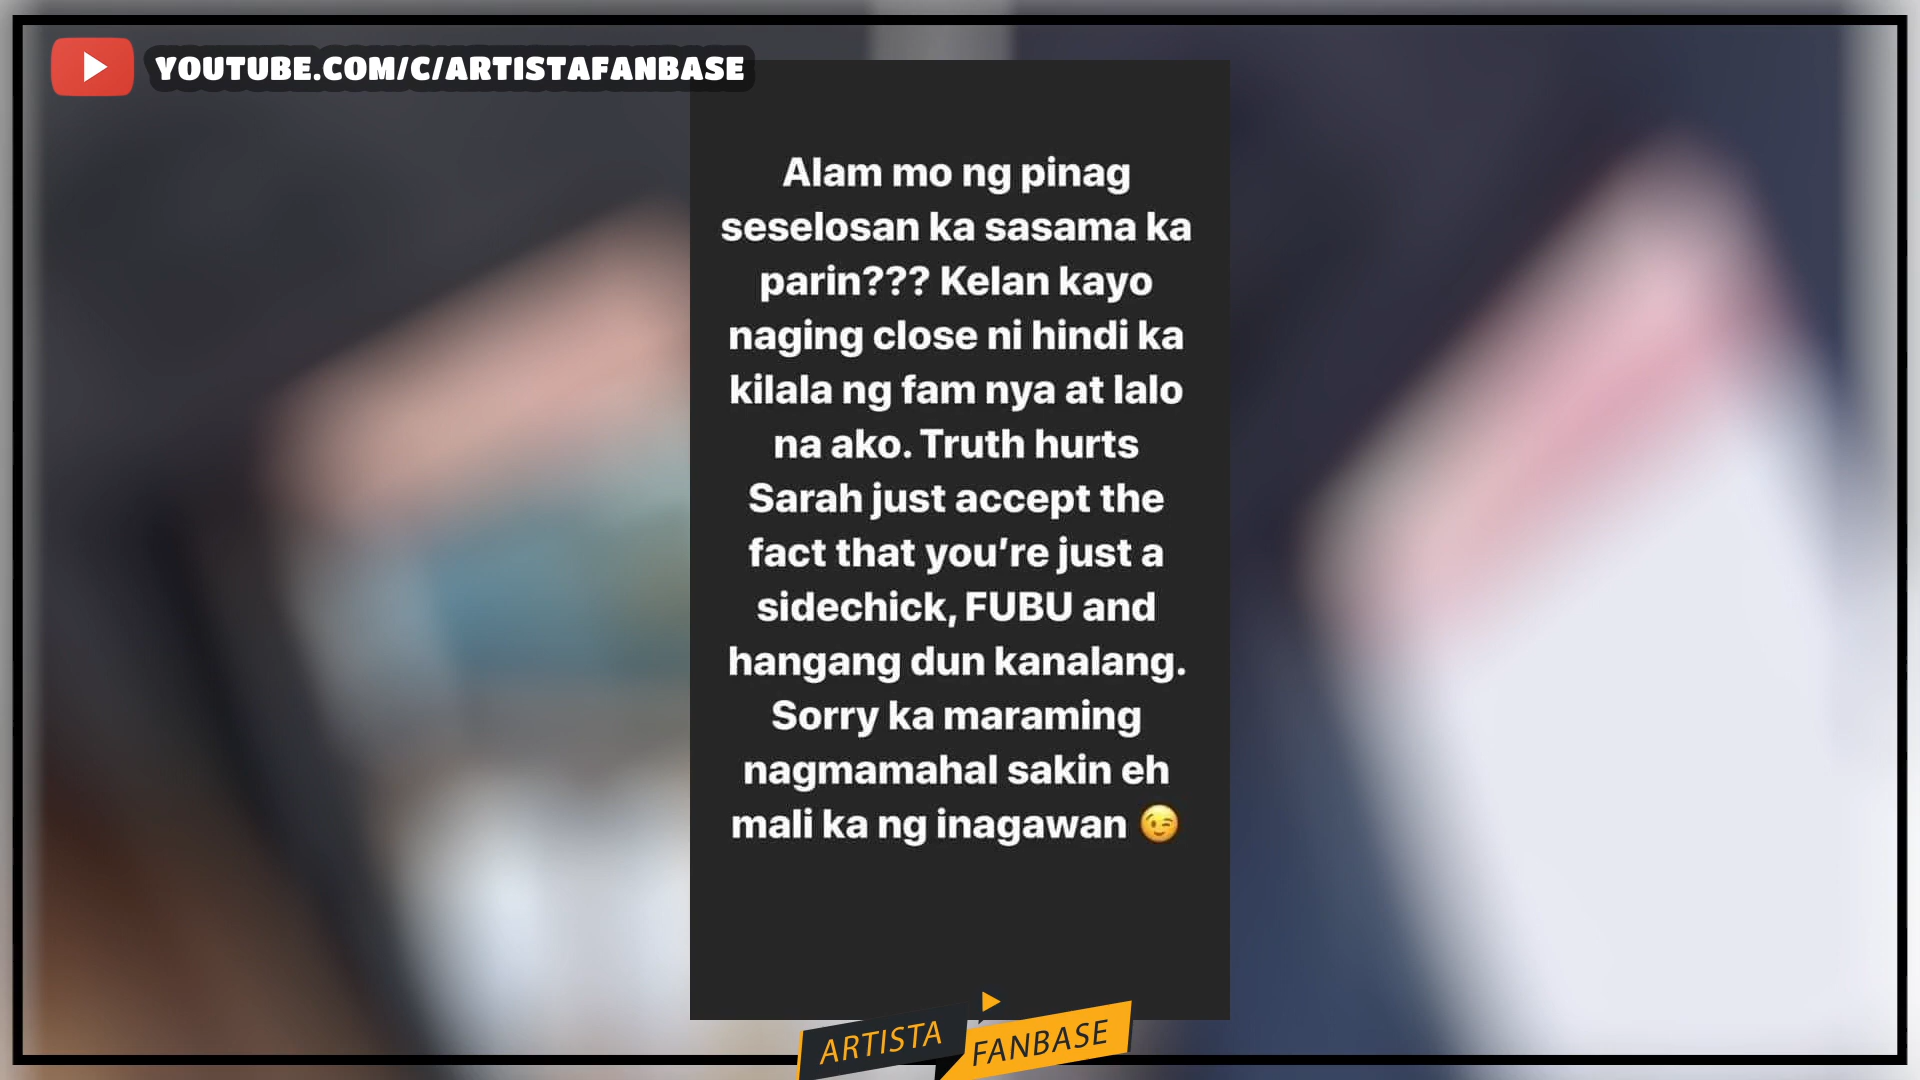 YOUTUBE.COM/C/ARTISTAFANBASE
Alam mo ng pinag
seselosan ka sasama ka
parin??? Kelan kayo
naging close ni hindi ka
kilala ng fam nya at lalo
na ako. Truth hurts
Sarah just accept the
fact that you’re just a
sidechick, FUBU and
hangang dun kanalang.
Sorry ka maraming
nagmamahal sakin eh
mali ka ng inagawan 😉
ARTISTA FANBASE